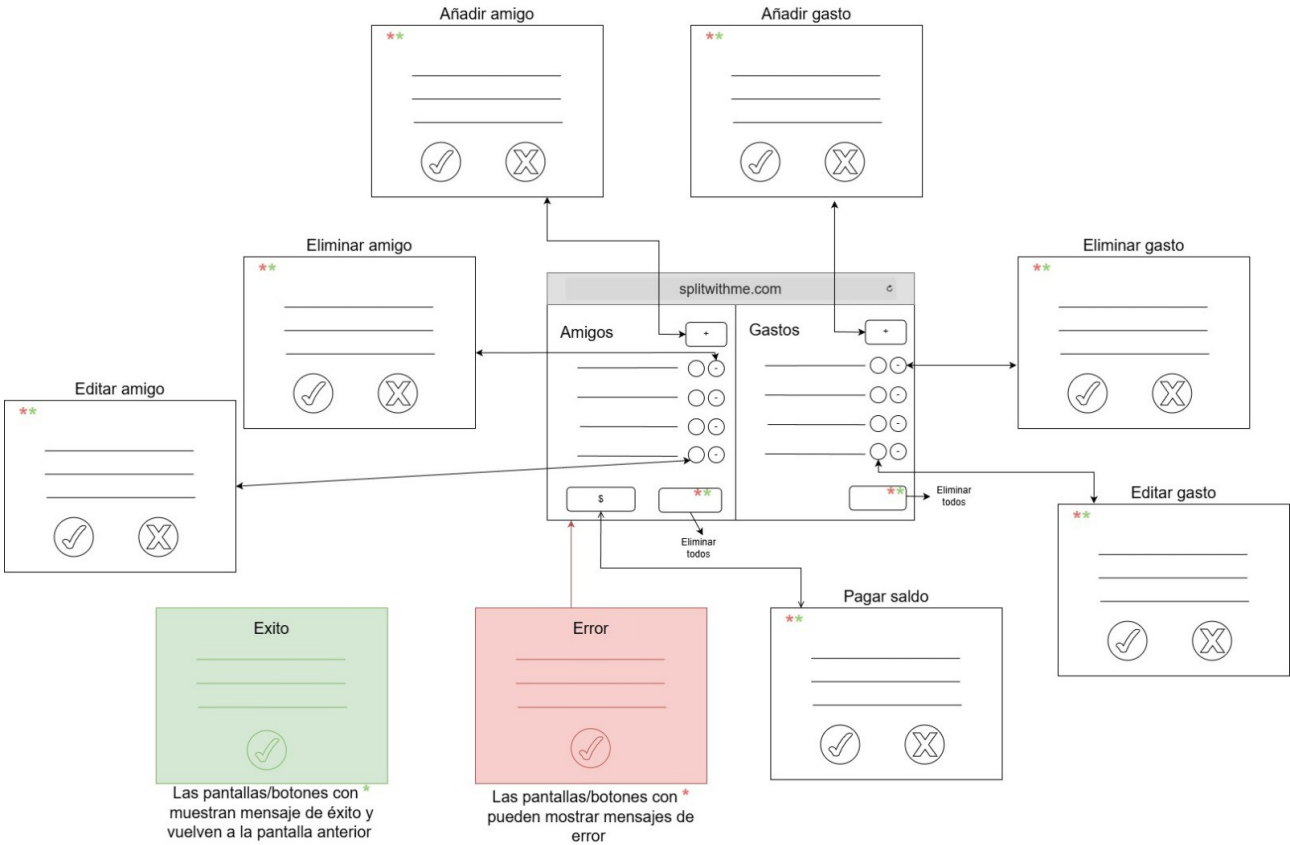 Añadir amigo
Añadir gasto
**
**
Eliminar amigo
Eliminar gasto
**
**
splitwithme.com
Amigos
+
Gastos
+
-
-
-
-
-
-
-
-
Editar amigo
**
$
**
**
Eliminar
todos
Eliminar
todos
Editar gasto
**
Pagar saldo
**
Exito
Error
Las pantallas/botones con *
muestran mensaje de éxito y
vuelven a la pantalla anterior
Las pantallas/botones con *
pueden mostrar mensajes de
error